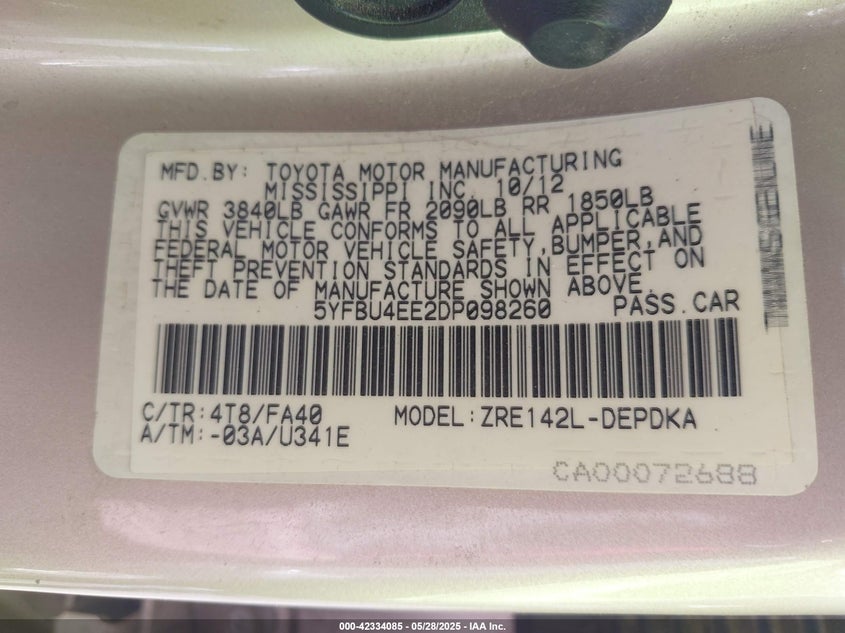 MFD.BY: TOYOTA MOTOR MANUFACTURING
MISSISSIPPI INC. 10/12
GVWR 3840LB GAWR FR 2090LB RR 1850LB
THIS VEHICLE CONFORMS TO ALL APPLICABLE
FEDERAL MOTOR VEHICLE SAFETY,BUMPER,AND
THEFT PREVENTION STANDARDS IN EFFECT ON
THE DATE OF MANUFACTURE SHOWN ABOVE.
5YFBU4EE2DP098260 PASS.CAR
C/TR:4T8/FA40 MODEL:ZRE142L-DEPDKA
A/TM:-03A/U341E
CA00072688
000-42334085 - 05/28/2025 - IAA Inc.